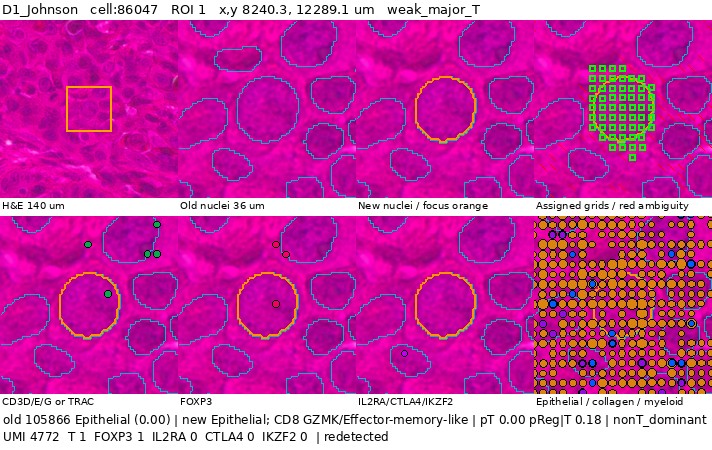 D1_Johnson   cell:86047   ROI 1   x,y 8240.3, 12289.1 um   weak_major_T
H&E 140 um
Old nuclei 36 um
New nuclei / focus orange
Assigned grids / red ambiguity
CD3D/E/G or TRAC
FOXP3
IL2RA/CTLA4/IKZF2
Epithelial / collagen / myeloid
old 105866 Epithelial (0.00) | new Epithelial; CD8 GZMK/Effector-memory-like | pT 0.00 pReg|T 0.18 | nonT_dominant
UMI 4772  T 1  FOXP3 1  IL2RA 0  CTLA4 0  IKZF2 0  | redetected